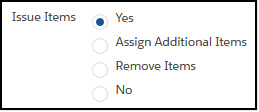 Issue Items Yes
Assign Additional Items
Remove Items
No